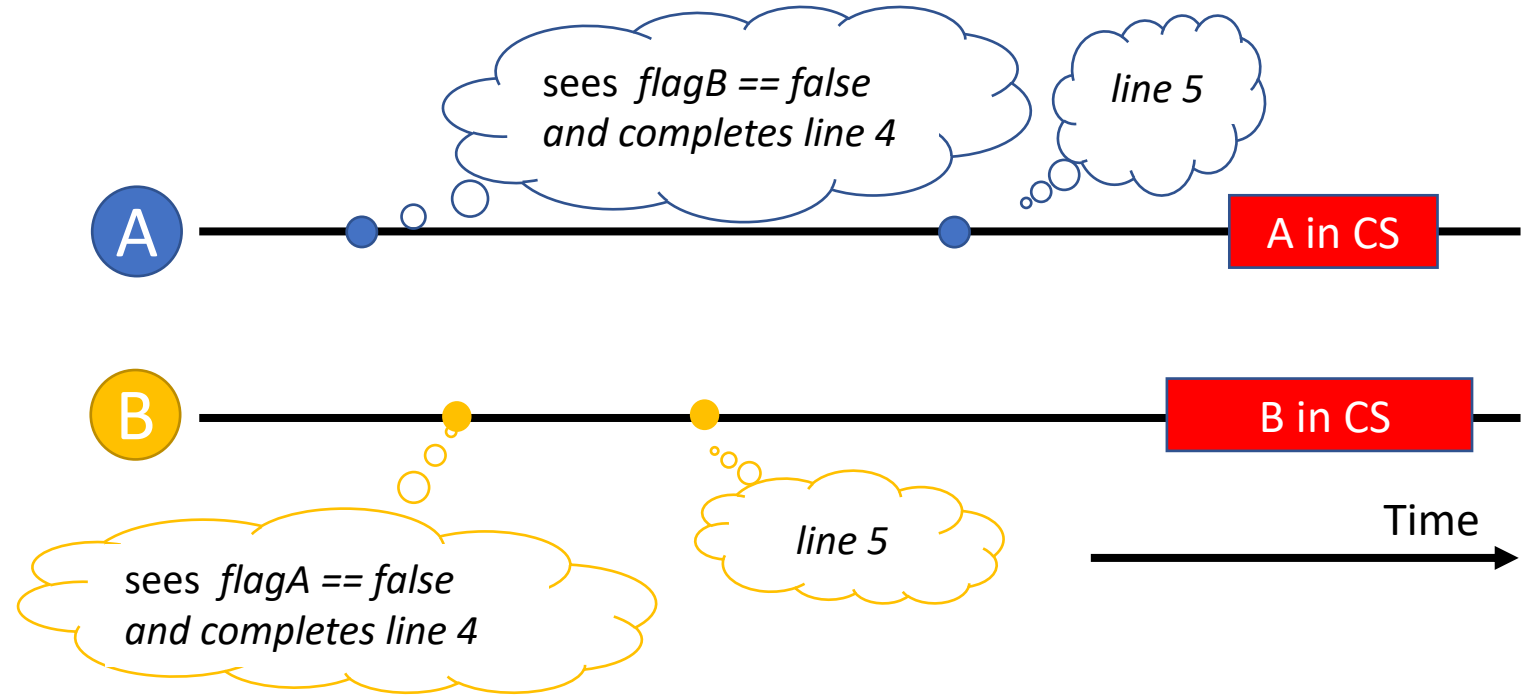 sees flagB == false
and completes line 4
line 5
A
A in CS
B
B in CS
Time
line 5
sees flagA == false
and completes line 4